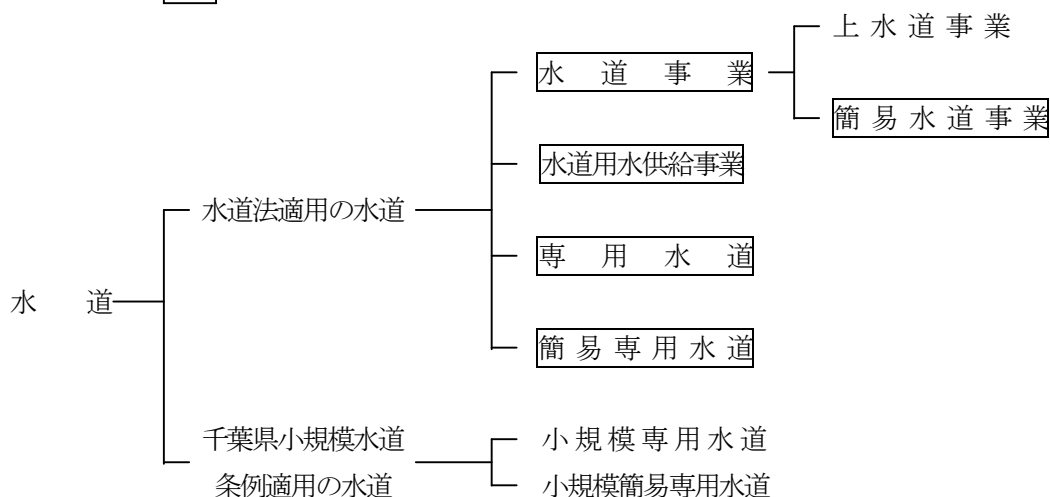 上水道事業
水道事業
簡易水道事業
水道用水供給事業
水道法適用の水道
専用水道
水道
簡易専用水道
千葉県小規模水道
条例適用の水道
小規模専用水道
小規模簡易専用水道